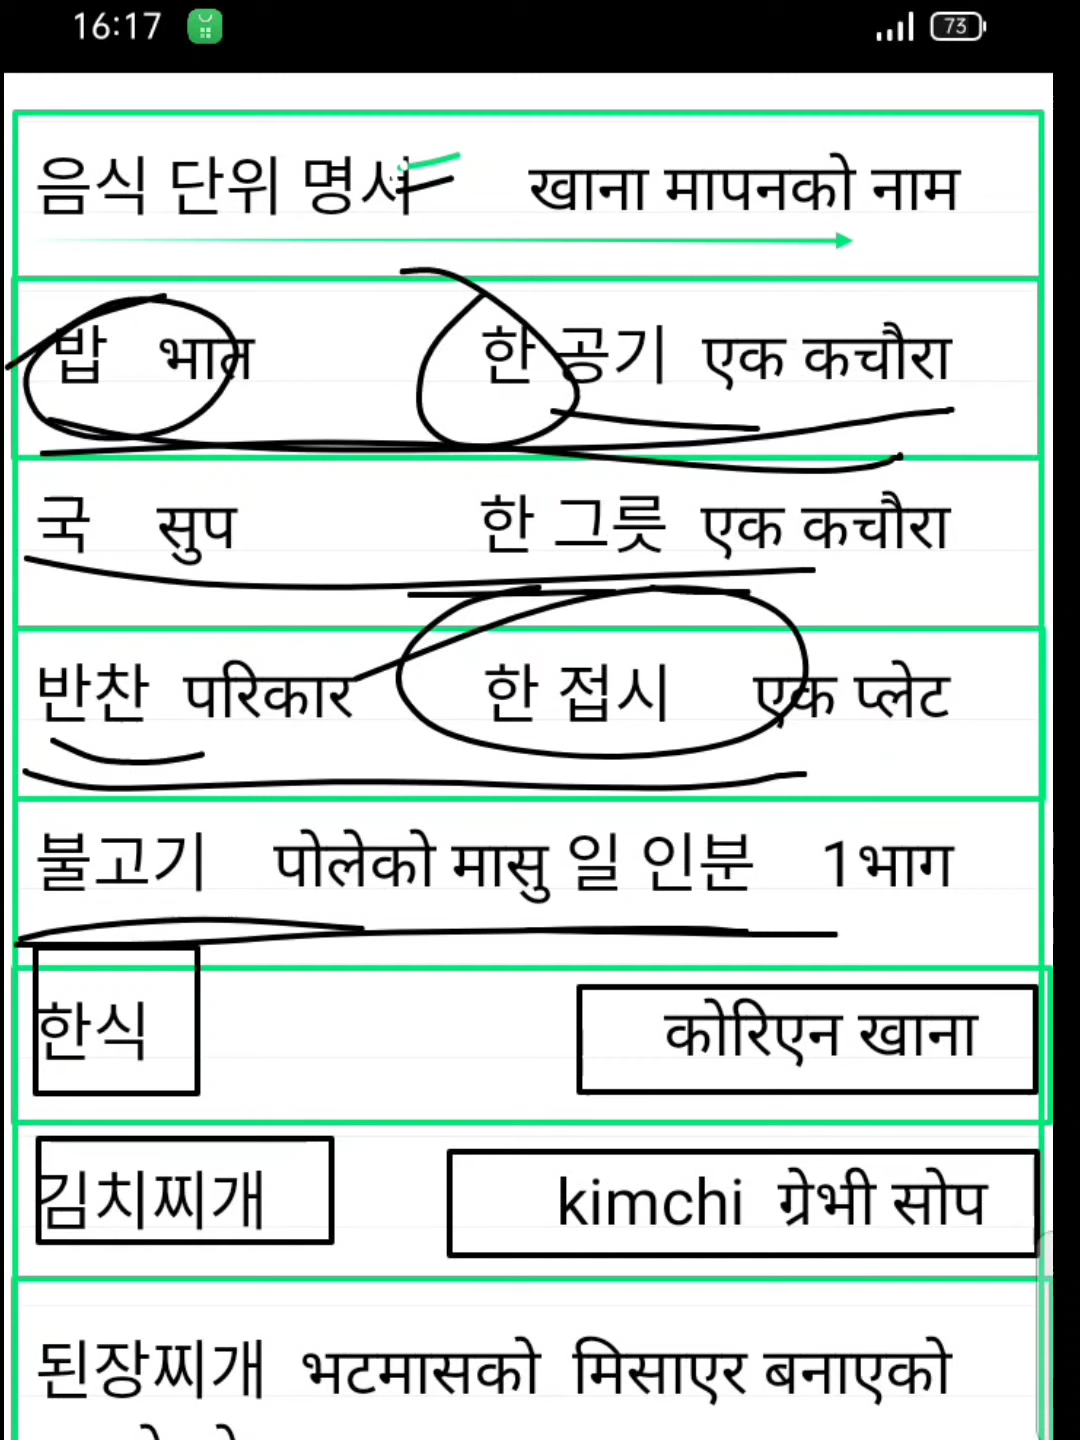 16:17
73
음식 단위 명셔 खाना मापनको नाम
밥 भात 한 공기 एक कचौरा
국 सुप 한 그릇 एक कचौरा
반찬 परिकार 한 접시 एक प्लेट
불고기 पोलेको मासु 일 인분 1भाग
한식 कोरिएन खाना
김치찌개 kimchi ग्रेभी सोप
된장찌개 भटमासको मिसाएर बनाएको